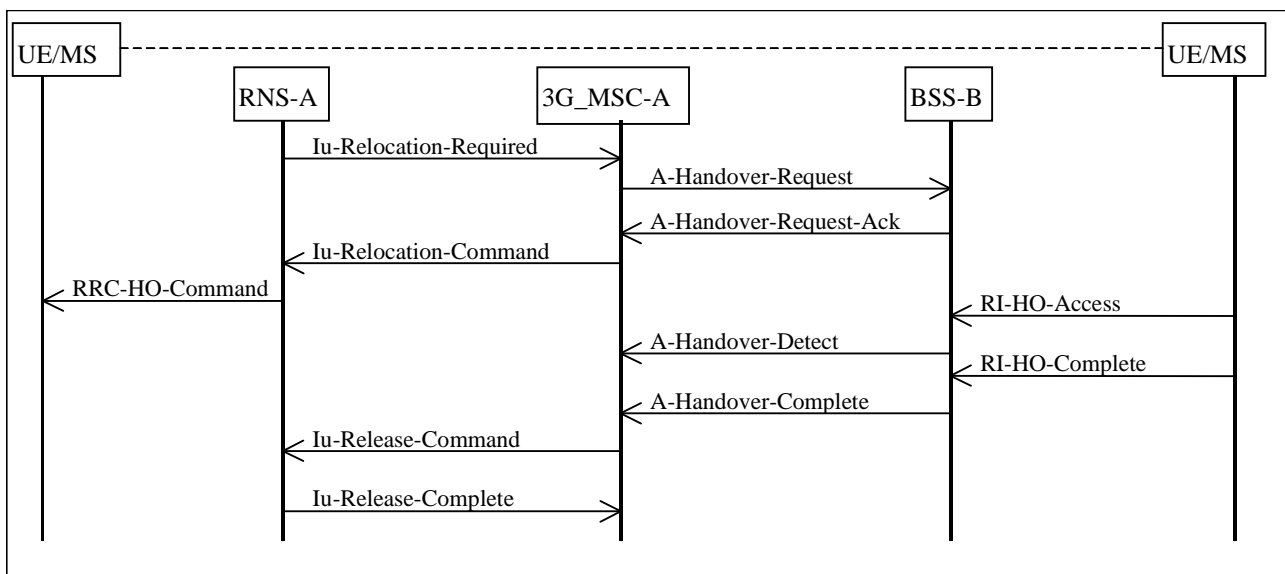 UE/MS
UE/MS
RNS-A
3G_MSC-A
BSS-B
Iu-Relocation-Required
A-Handover-Request
A-Handover-Request-Ack
Iu-Relocation-Command
RRC-HO-Command
RI-HO-Access
A-Handover-Detect
RI-HO-Complete
A-Handover-Complete
Iu-Release-Command
Iu-Release-Complete